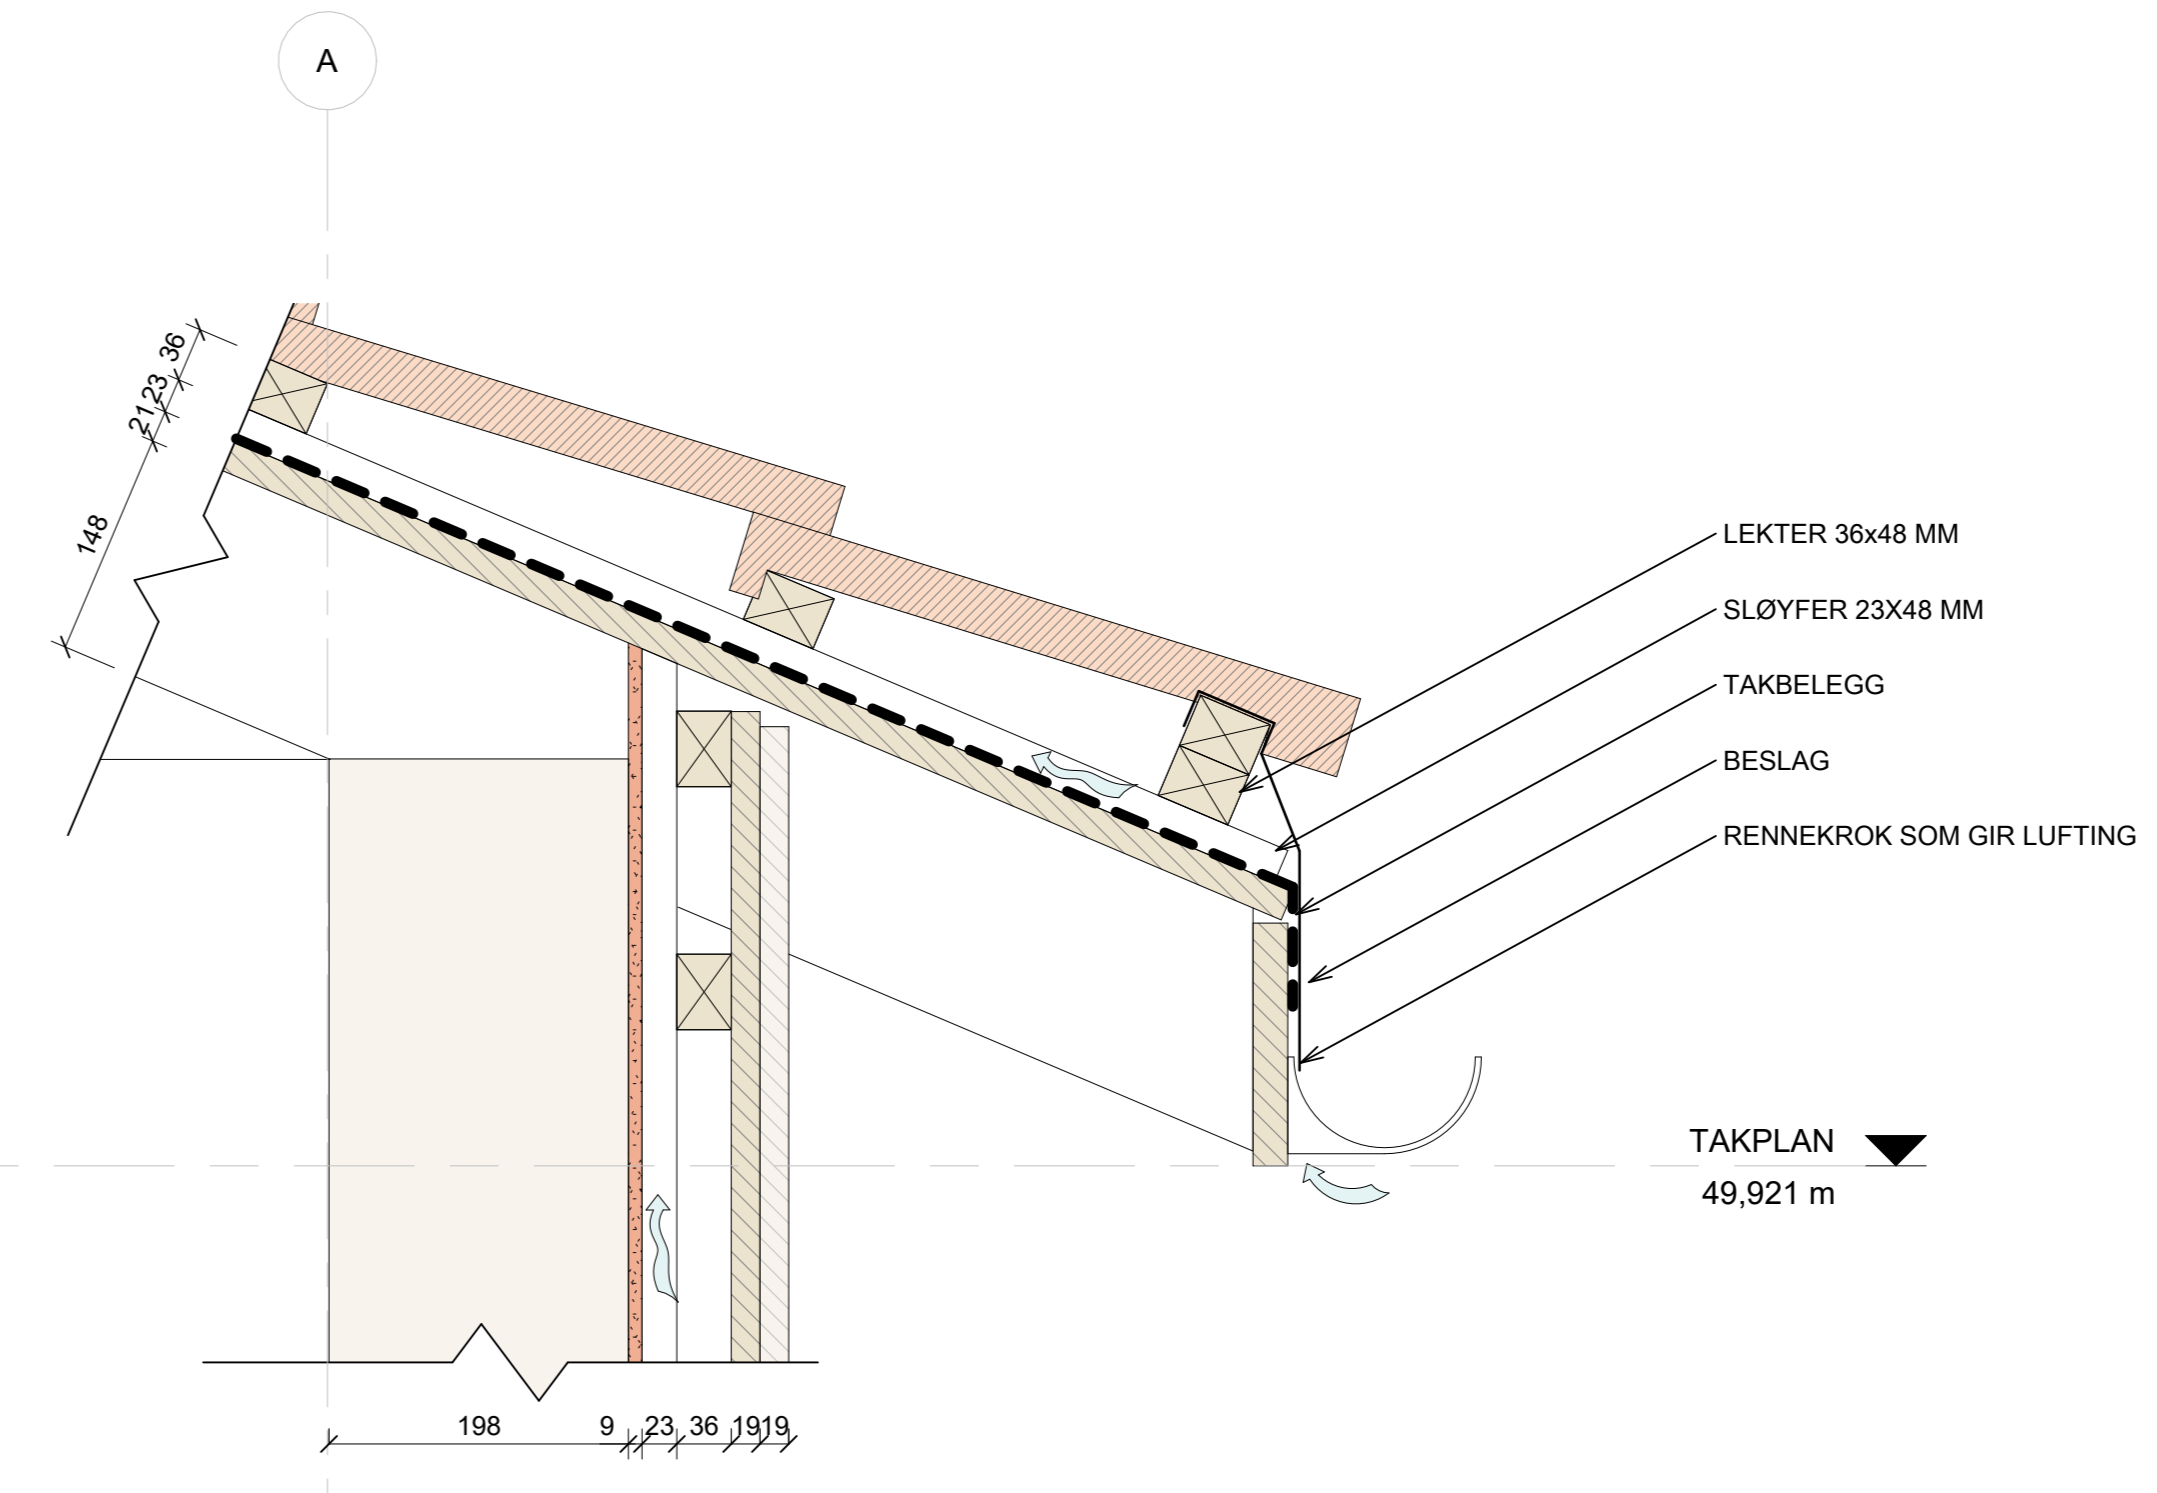 A
36
23
21
148
LEKTER 36x48 MM
SLØYFER 23X48 MM
TAKBELEGG
BESLAG
RENNEKROK SOM GIR LUFTING
TAKPLAN
49,921 m
198 9 23 36 19 19